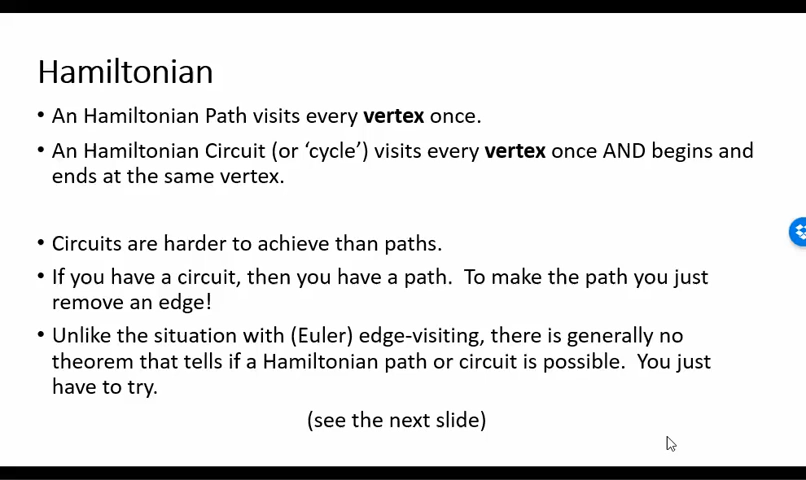 Hamiltonian
• An Hamiltonian Path visits every vertex once.
• An Hamiltonian Circuit (or ‘cycle’) visits every vertex once AND begins and
ends at the same vertex.
• Circuits are harder to achieve than paths.
• If you have a circuit, then you have a path. To make the path you just
remove an edge!
• Unlike the situation with (Euler) edge-visiting, there is generally no
theorem that tells if a Hamiltonian path or circuit is possible. You just
have to try.
(see the next slide)